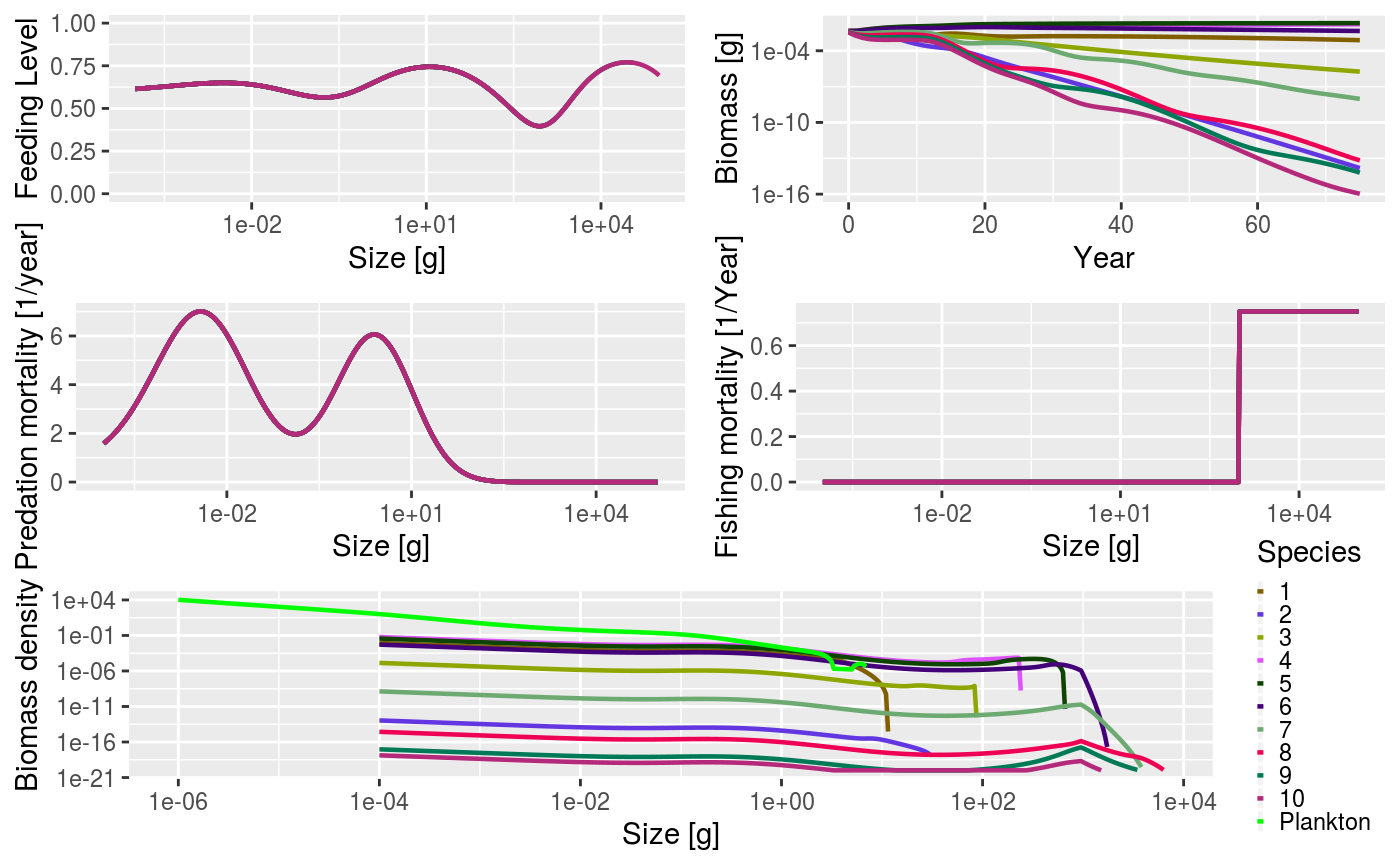 Feeding Level
1.00
0.75
0.50
0.25
0.00
1e-02
1e+01
1e+04
Size [g]
Biomass [g]
1e-04
1e-10
1e-16
0
20
40
60
Year
Predation mortality [1/year]
6
4
2
0
1e-02
1e+01
1e+04
Size [g]
Fishing mortality [1/Year]
0.6
0.4
0.2
0.0
1e-02
1e+01
1e+04
Size [g]
Biomass density
1e+04
1e-01
1e-06
1e-11
1e-16
1e-21
1e-06
1e-04
1e-02
1e+00
1e+02
1e+04
Size [g]
Species
1
2
3
4
5
6
7
8
9
10
Plankton